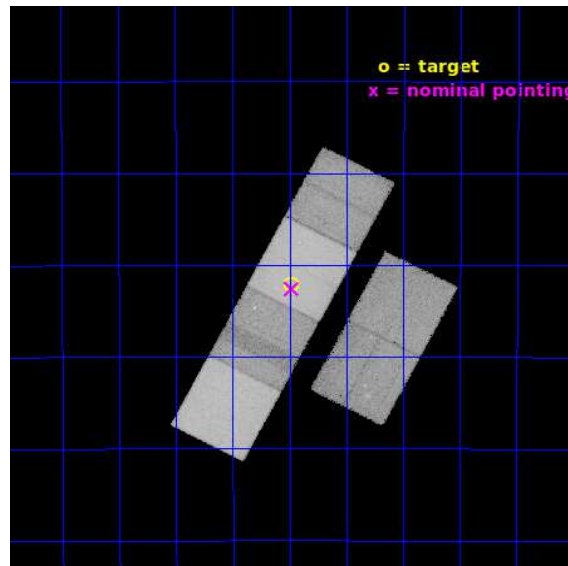 o = target
x = nominal pointing